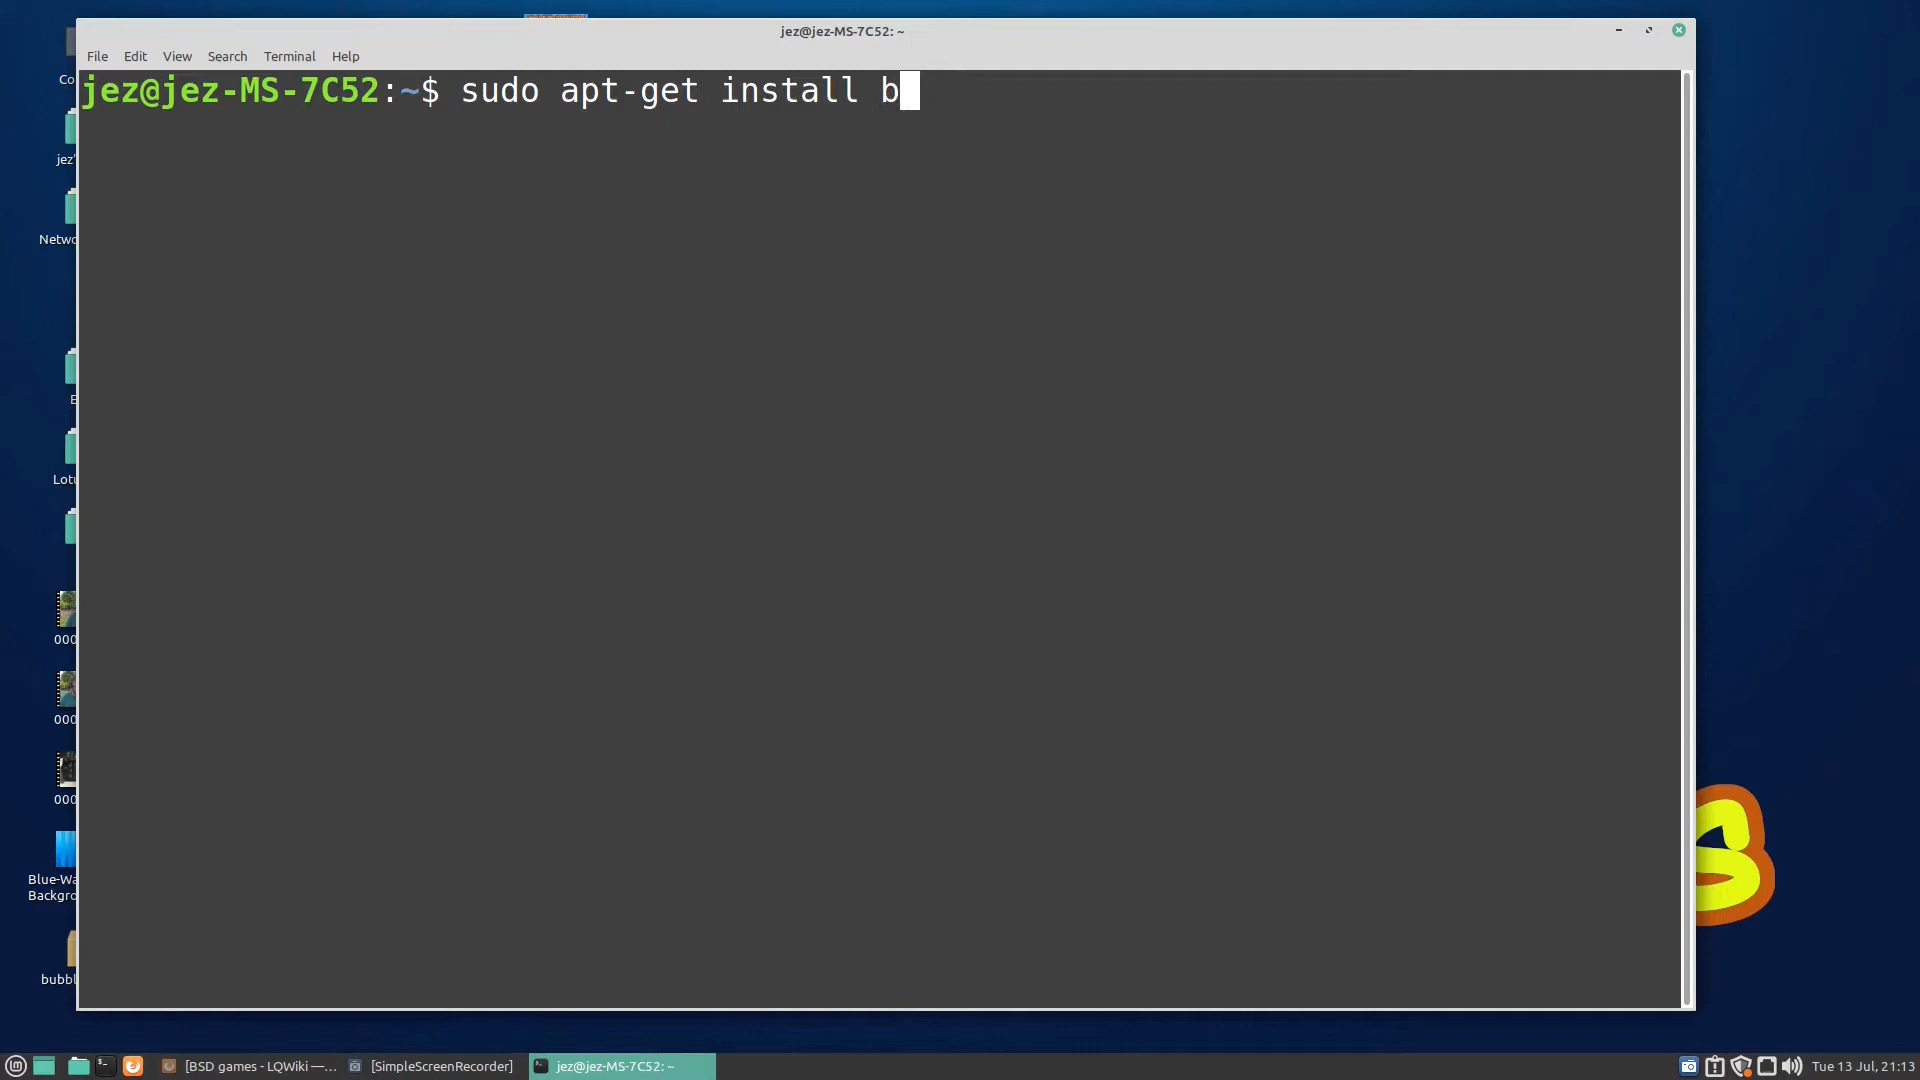 jez@jez-MS-7C52: ~
File Edit View Search Terminal Help
jez@jez-MS-7C52:~$ sudo apt-get install b
Co
jez'
Netwo
E
Lotu
000
000
000
Blue-Wa
Backgro
bubbl
[BSD games - LQWiki —... [SimpleScreenRecorder] jez@jez-MS-7C52: ~ Tue 13 Jul, 21:13